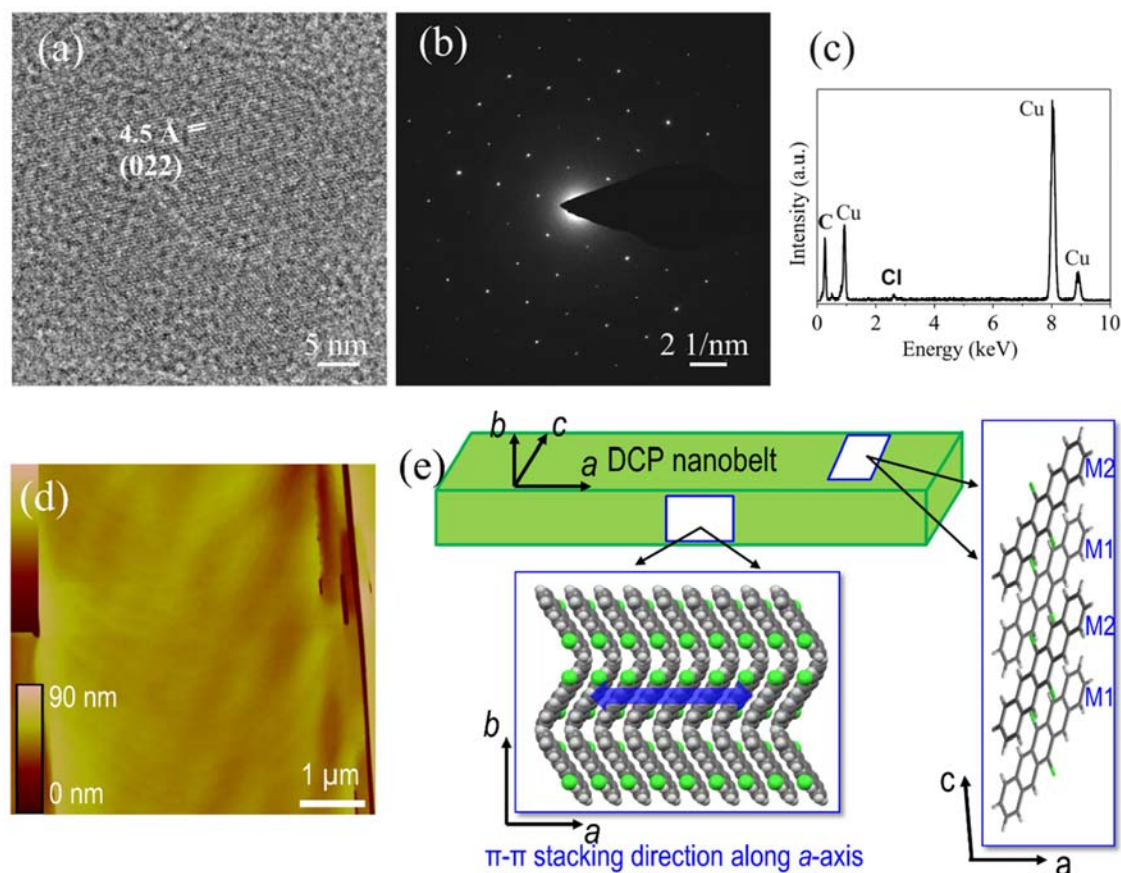 (a)
4.5 Å
(022)
5 nm
(b)
2 1/nm
(c)
Intensity (a.u.)
C
Cu
Cl
Cu
Cu
0 2 4 6 8 10
Energy (keV)
(d)
90 nm
0 nm
1 μm
(e)
b
c
a
DCP nanobelt
M2
M1
M2
M1
b
a
c
a
π-π stacking direction along a-axis